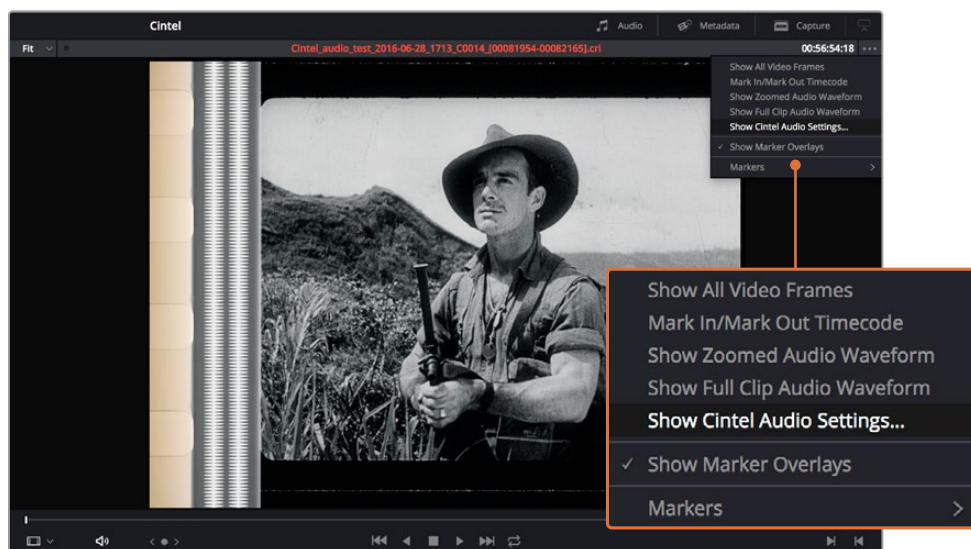 Cintel
Audio
Metadata
Capture
Fit
Cintel_audio_test_2016-06-28_1713_C0014_[00081954-00082165].cri
00:56:54:18
Show All Video Frames
Mark In/Mark Out Timecode
Show Zoomed Audio Waveform
Show Full Clip Audio Waveform
Show Cintel Audio Settings...
Show Marker Overlays
Markers
Show All Video Frames
Mark In/Mark Out Timecode
Show Zoomed Audio Waveform
Show Full Clip Audio Waveform
Show Cintel Audio Settings...
Show Marker Overlays
Markers